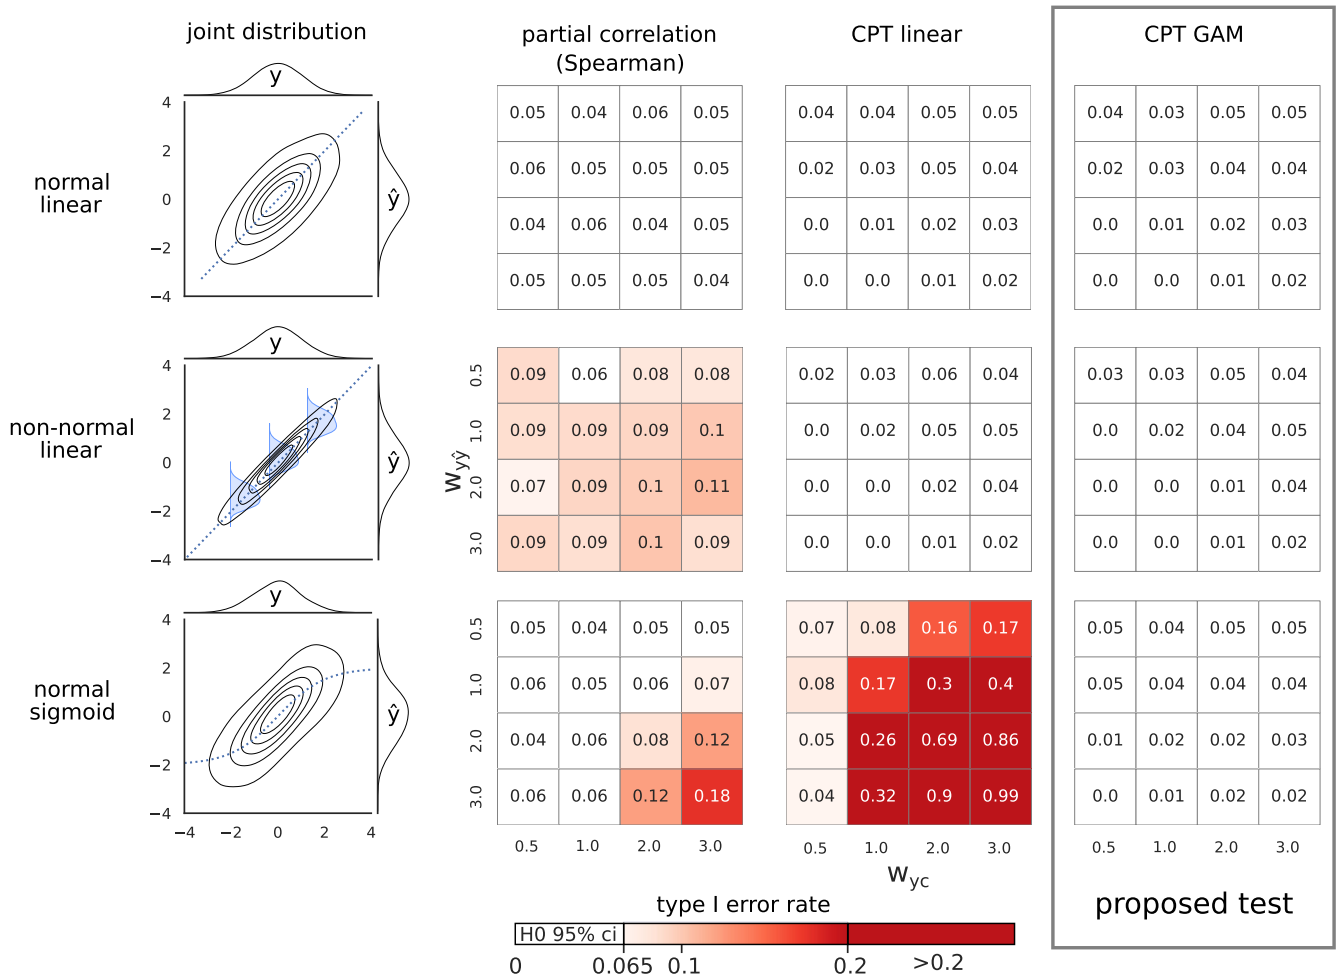 joint distribution
partial correlation
(Spearman)
CPT linear
CPT GAM
normal
linear
y
ŷ
4
2
0
−2
−4
0.05 0.04 0.06 0.05
0.06 0.05 0.05 0.05
0.04 0.06 0.04 0.05
0.05 0.05 0.05 0.04
0.04 0.04 0.05 0.05
0.02 0.03 0.05 0.04
0.0 0.01 0.02 0.03
0.0 0.0 0.01 0.02
0.04 0.03 0.05 0.05
0.02 0.03 0.04 0.04
0.0 0.01 0.02 0.03
0.0 0.0 0.01 0.02
non-normal
linear
y
ŷ
4
2
0
−2
−4
w_yŷ
0.5
1.0
2.0
3.0
0.09 0.06 0.08 0.08
0.09 0.09 0.09 0.1
0.07 0.09 0.1 0.11
0.09 0.09 0.1 0.09
0.02 0.03 0.06 0.04
0.0 0.02 0.05 0.05
0.0 0.0 0.02 0.04
0.0 0.0 0.01 0.02
0.03 0.03 0.05 0.04
0.0 0.02 0.04 0.05
0.0 0.0 0.01 0.04
0.0 0.0 0.01 0.02
normal
sigmoid
y
ŷ
4
2
0
−2
−4
−4 −2 0 2 4
0.5
1.0
2.0
3.0
0.05 0.04 0.05 0.05
0.06 0.05 0.06 0.07
0.04 0.06 0.08 0.12
0.06 0.06 0.12 0.18
0.5 1.0 2.0 3.0
0.07 0.08 0.16 0.17
0.08 0.17 0.3 0.4
0.05 0.26 0.69 0.86
0.04 0.32 0.9 0.99
0.5 1.0 2.0 3.0
w_yc
0.05 0.04 0.05 0.05
0.05 0.04 0.04 0.04
0.01 0.02 0.02 0.03
0.0 0.01 0.02 0.02
0.5 1.0 2.0 3.0
proposed test
type I error rate
H0 95% ci
0 0.065 0.1 0.2 >0.2